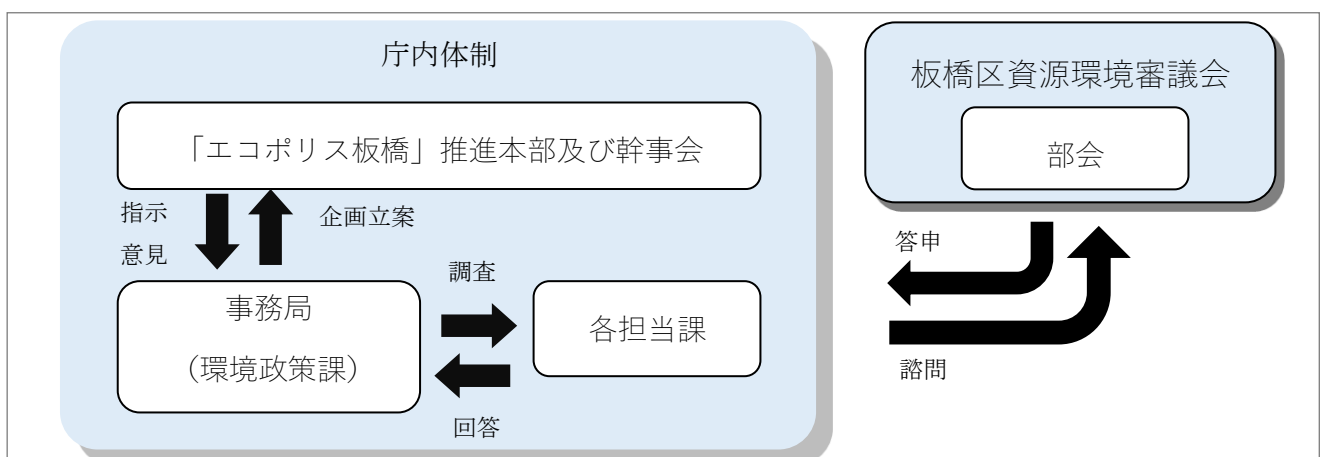 庁内体制
「エコポリス板橋」推進本部及び幹事会
指示
意見
企画立案
事務局
（環境政策課）
調査
各担当課
回答
板橋区資源環境審議会
部会
答申
諮問